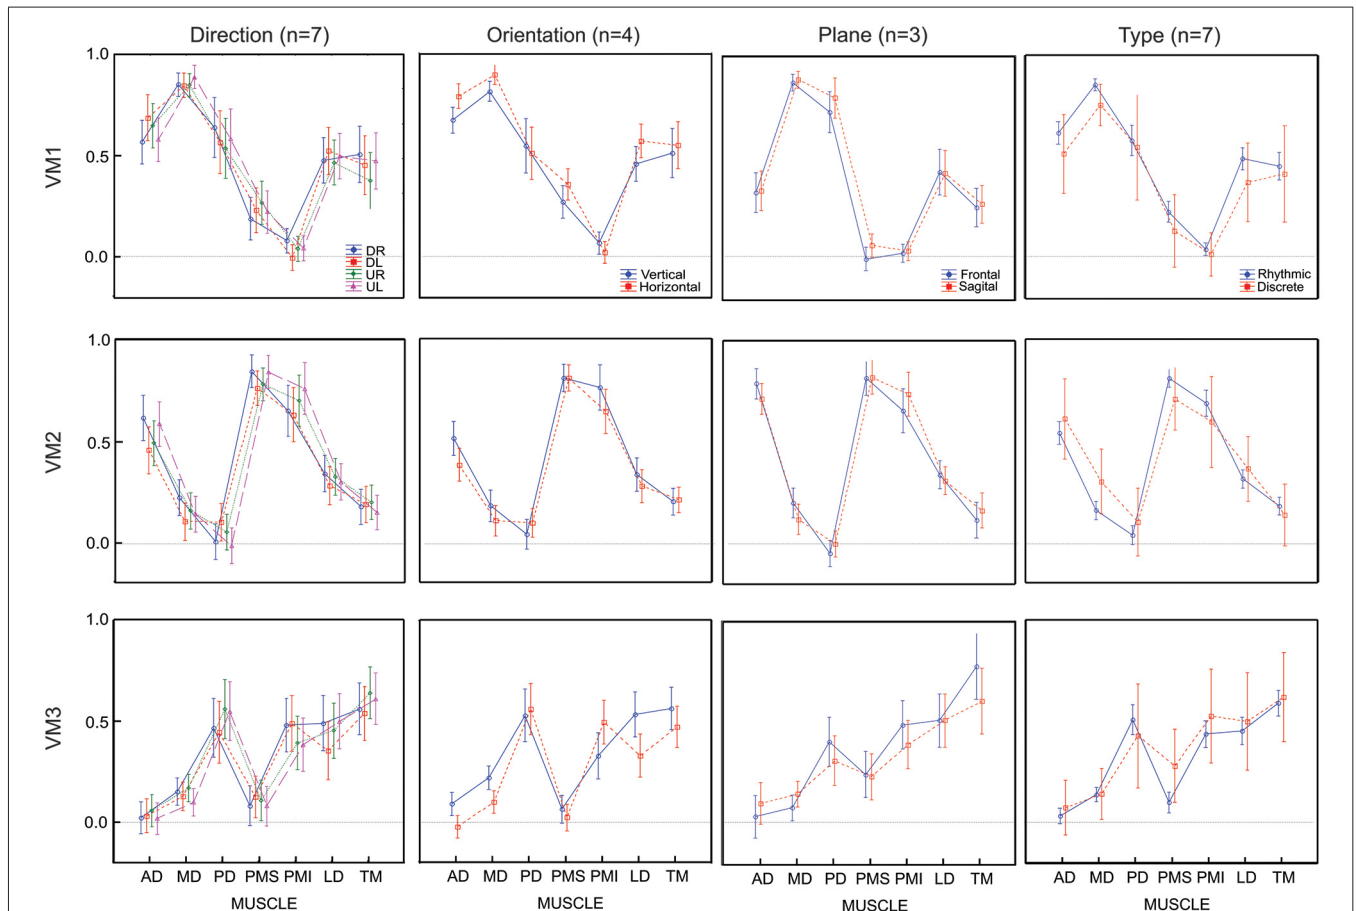 Direction (n=7) Orientation (n=4) Plane (n=3) Type (n=7)
1.0
VM1
0.5
0.0
DR
DL
UR
UL
Vertical
Horizontal
Frontal
Sagital
Rhythmic
Discrete
1.0
VM2
0.5
0.0
1.0
VM3
0.5
0.0
AD MD PD PMS PMI LD TM AD MD PD PMS PMI LD TM AD MD PD PMS PMI LD TM AD MD PD PMS PMI LD TM
MUSCLE MUSCLE MUSCLE MUSCLE